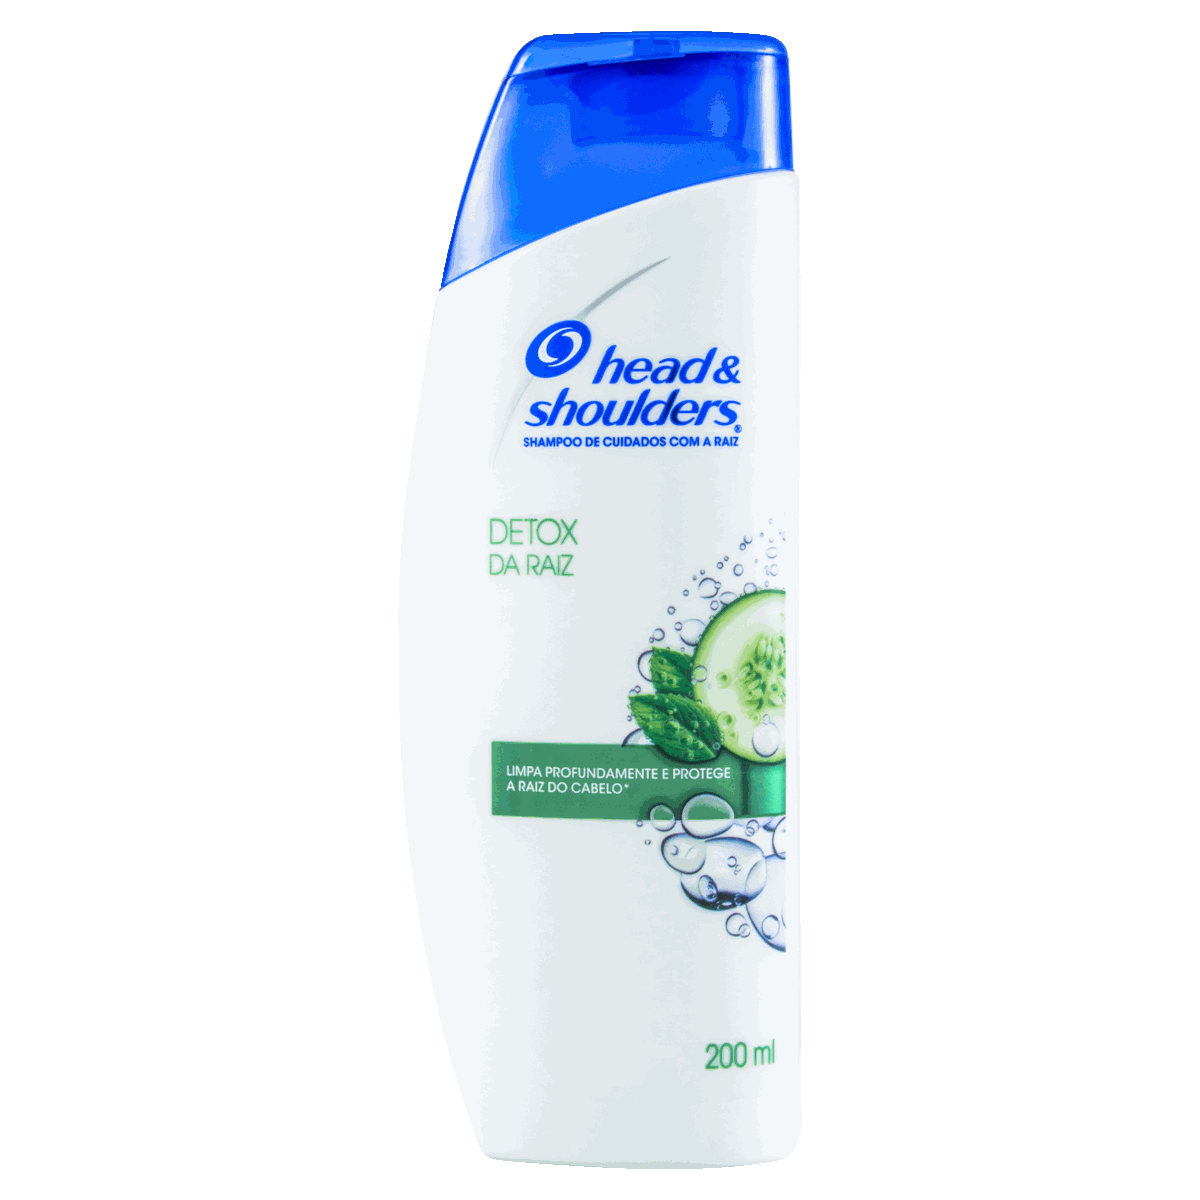 head &
shoulders®
SHAMPOO DE CUIDADOS COM A RAIZ
DETOX
DA RAIZ
LIMPA PROFUNDAMENTE E PROTEGE
A RAIZ DO CABELO*
200 ml